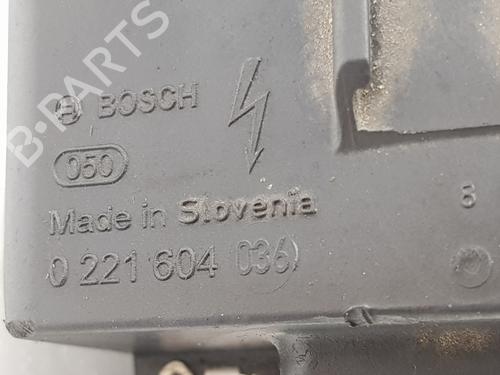 B-PARTS
BOSCH
050
Made in Slovenia
8
0 221 604 036